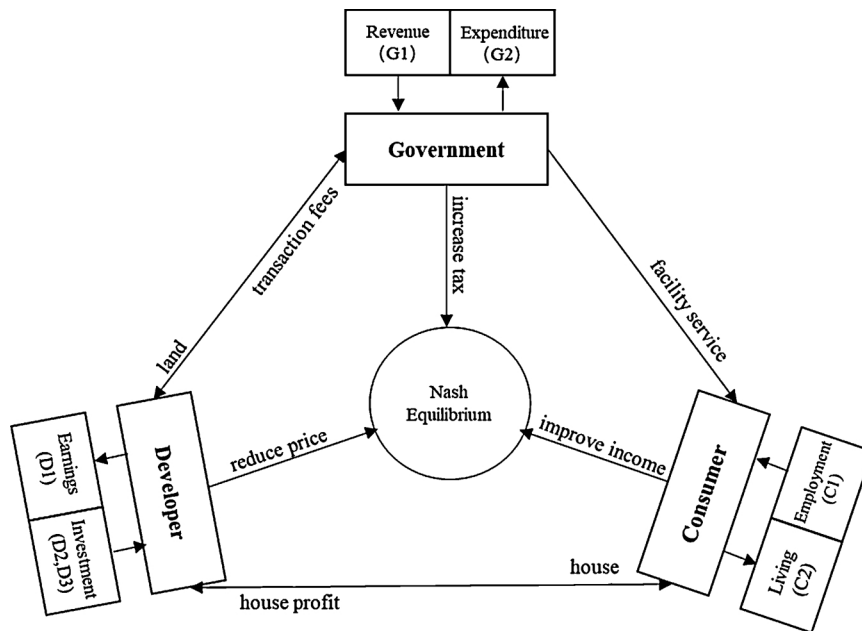 Revenue
(G1)
Expenditure
(G2)
Government
transaction fees
land
increase tax
facility service
Nash
Equilibrium
Earnings
(D1)
Investment
(D2,D3)
Developer
reduce price
improve income
Consumer
Employment
(C1)
Living
(C2)
house
house profit